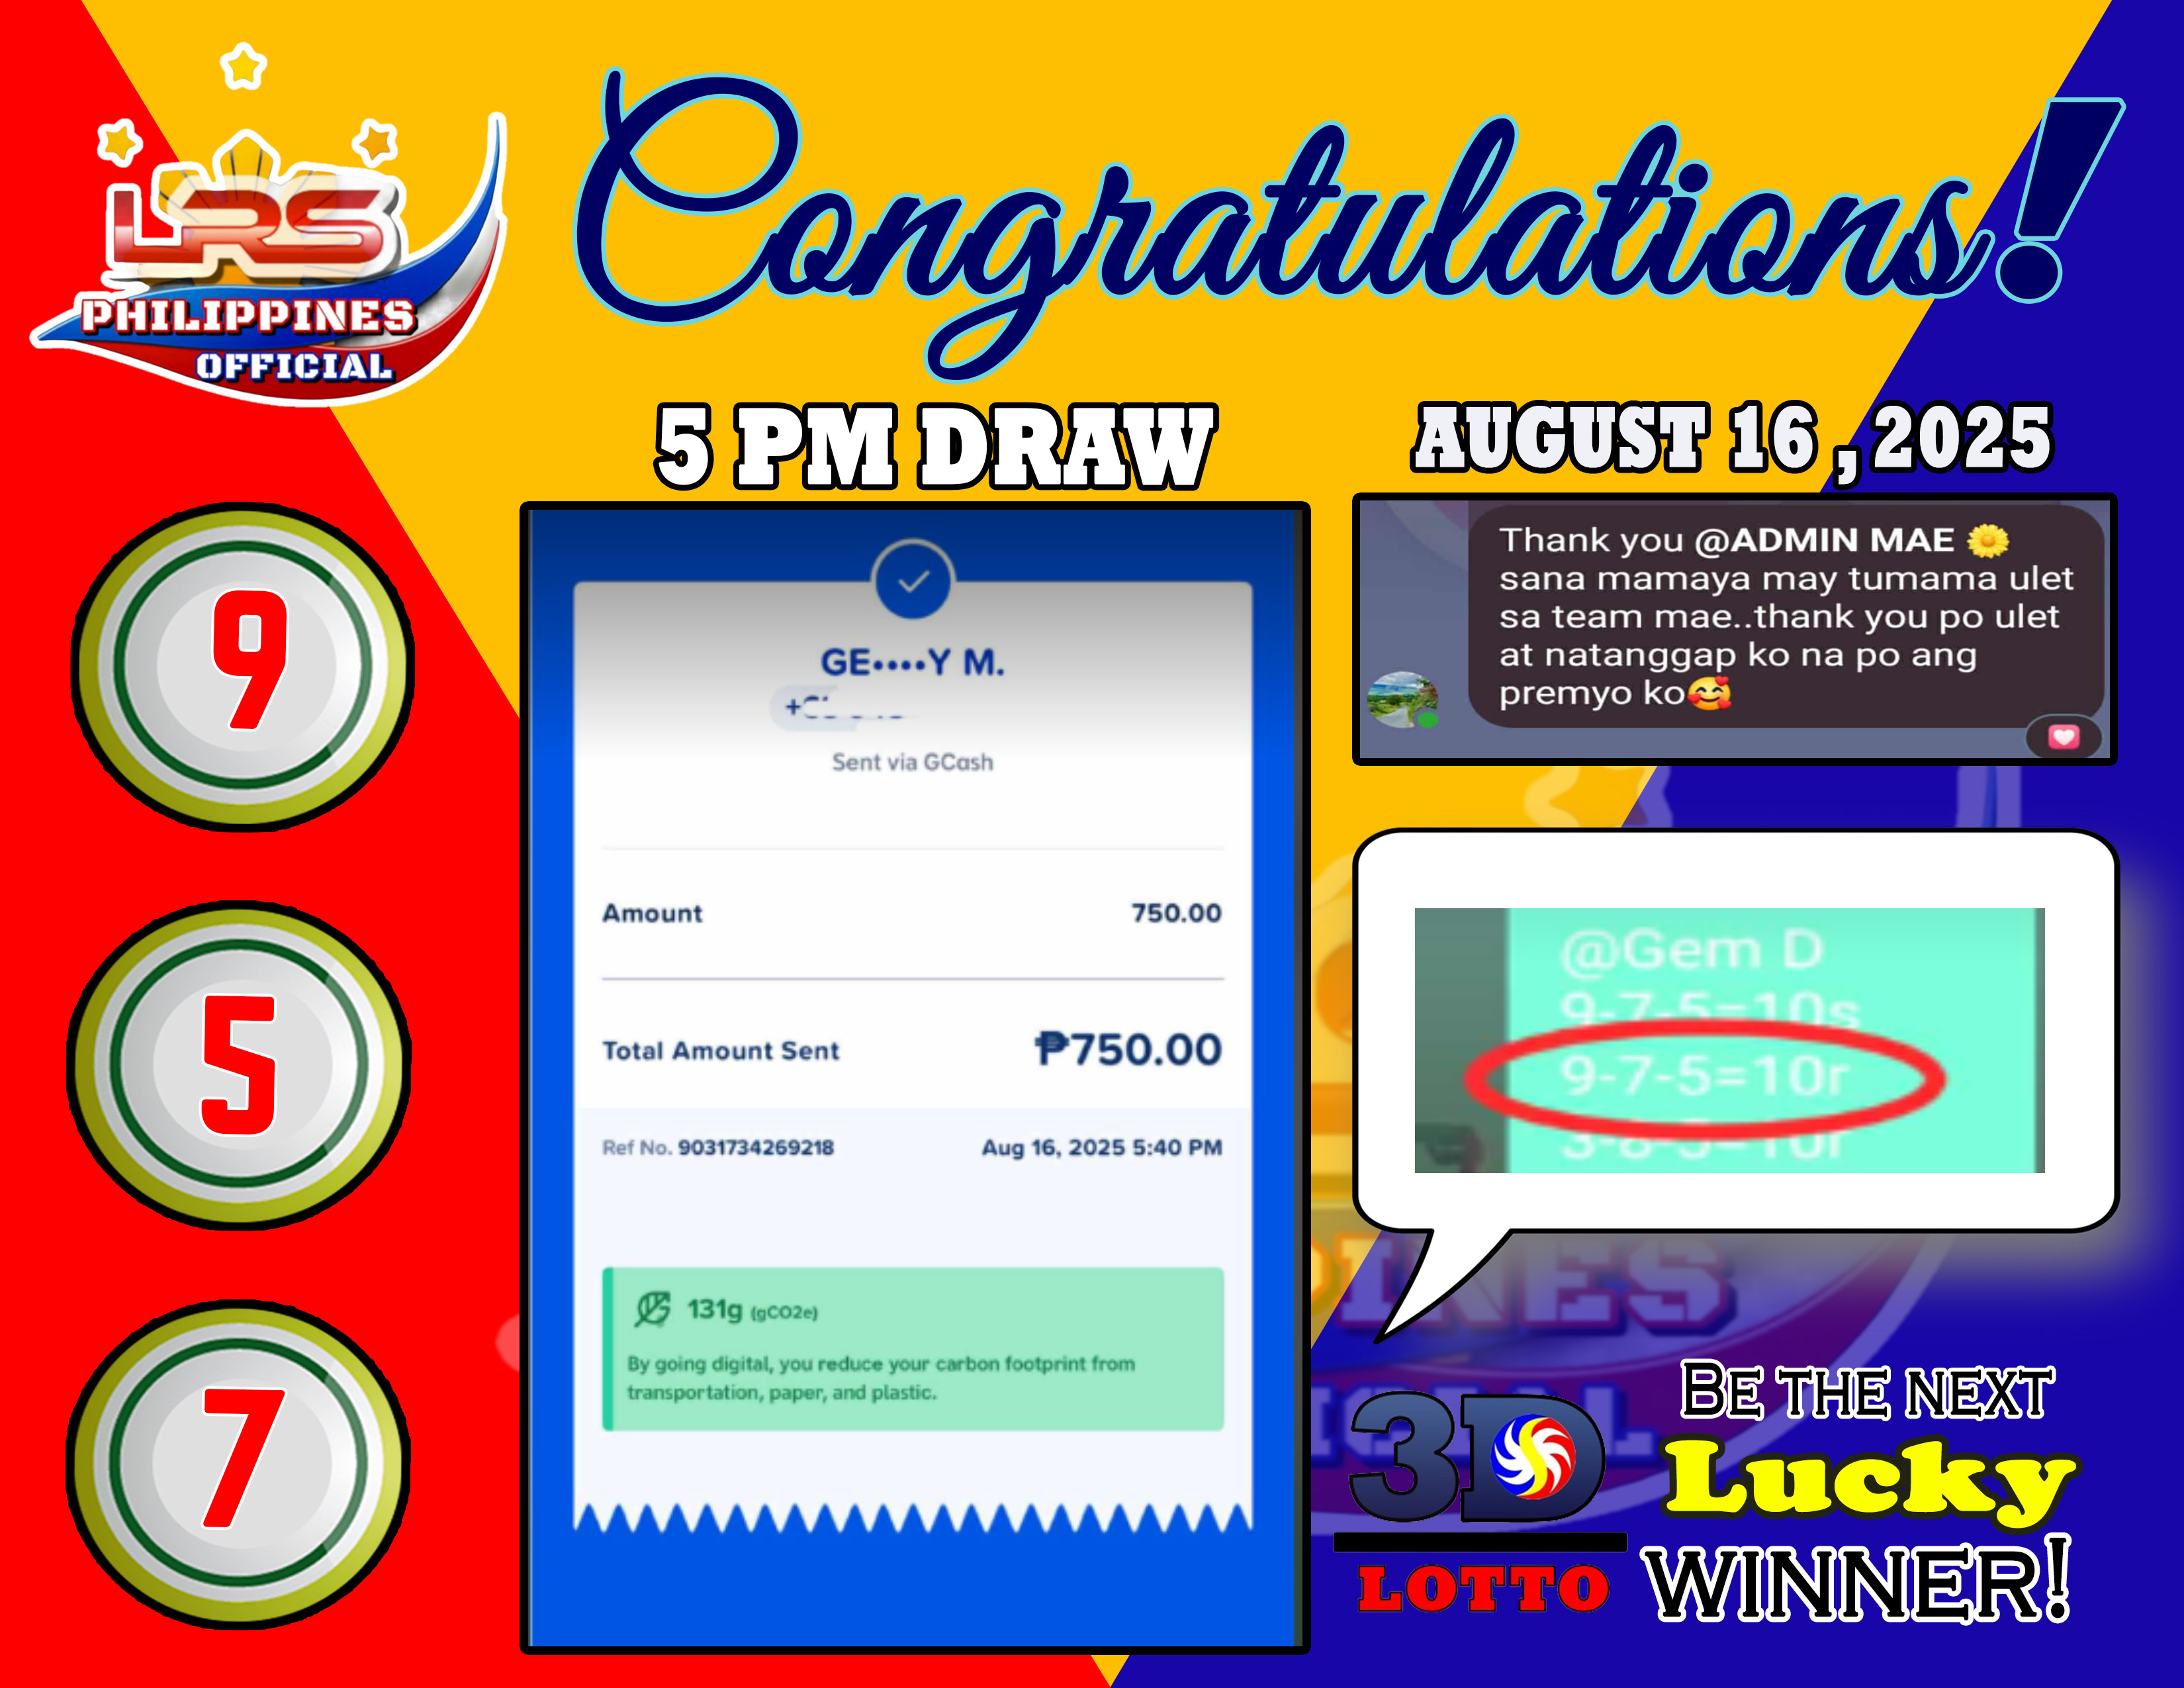 LRS
PHILIPPINES
OFFICIAL
Congratulations!
5 PM DRAW
AUGUST 16 , 2025
9
5
7
GE••••Y M.
Sent via GCash
Amount 750.00
Total Amount Sent ₱750.00
Ref No. 9031734269218 Aug 16, 2025 5:40 PM
131g (gCO2e)
By going digital, you reduce your carbon footprint from
transportation, paper, and plastic.
Thank you @ADMIN MAE 🌼
sana mamaya may tumama ulet
sa team mae..thank you po ulet
at natanggap ko na po ang
premyo ko🥰
@Gem D
9-7-5=10s
9-7-5=10r
3-8-5=10r
3D
LOTTO
BE THE NEXT
Lucky
WINNER!